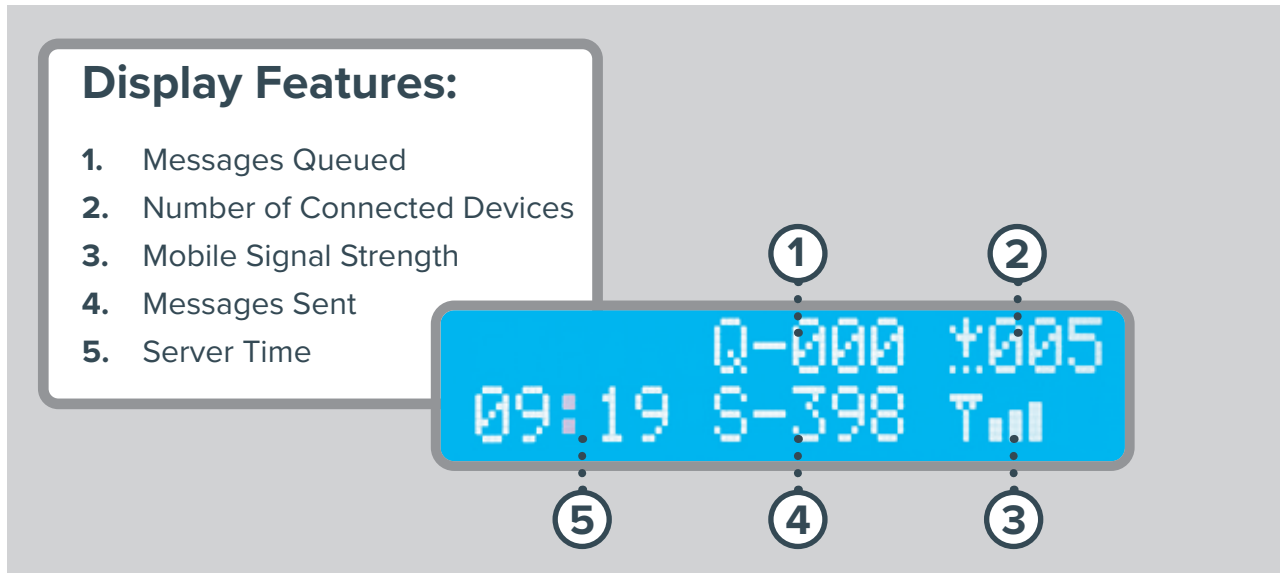 Display Features:
1. Messages Queued
2. Number of Connected Devices
3. Mobile Signal Strength
4. Messages Sent
5. Server Time
1 2
Q-000 005
09:19 S-398
5 4 3